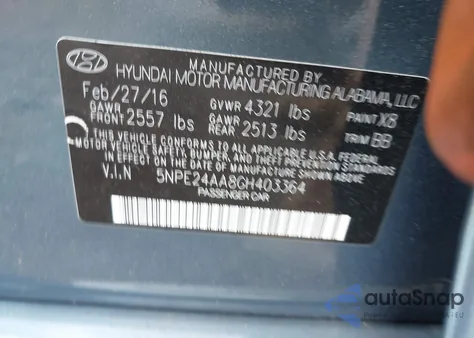 MANUFACTURED BY
HYUNDAI MOTOR MANUFACTURING ALABAMA, LLC
Feb/27/16 GVWR 4321 lbs PAINT X8
GAWR FRONT 2557 lbs GAWR REAR 2513 lbs TRIM BB
THIS VEHICLE CONFORMS TO ALL APPLICABLE U.S.A. FEDERAL
MOTOR VEHICLE SAFETY, BUMPER, AND THEFT PREVENTION STANDARDS
IN EFFECT ON THE DATE OF MANUFACTURE SHOWN ABOVE.
V.I.N 5NPE24AA8GH403364
PASSENGER CAR
autoSnap